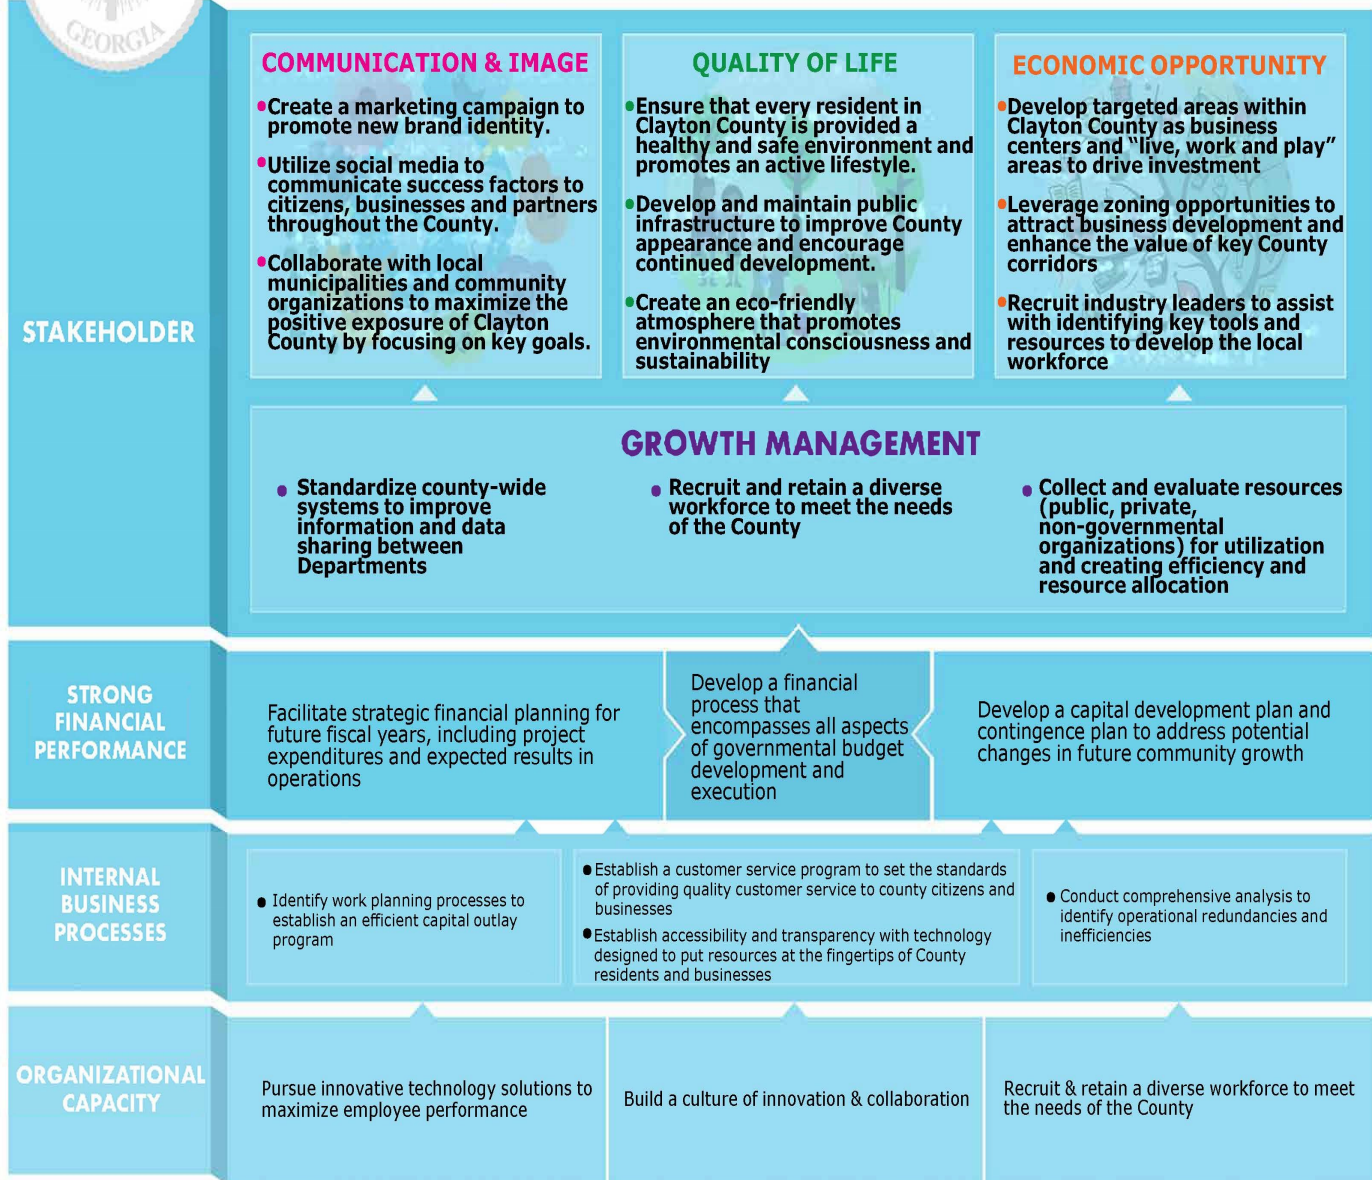 GEORGIA
STAKEHOLDER
COMMUNICATION & IMAGE
•Create a marketing campaign to
promote new brand identity.
•Utilize social media to
communicate success factors to
citizens, businesses and partners
throughout the County.
•Collaborate with local
municipalities and community
organizations to maximize the
positive exposure of Clayton
County by focusing on key goals.
QUALITY OF LIFE
•Ensure that every resident in
Clayton County is provided a
healthy and safe environment and
promotes an active lifestyle.
•Develop and maintain public
infrastructure to improve County
appearance and encourage
continued development.
•Create an eco-friendly
atmosphere that promotes
environmental consciousness and
sustainability
ECONOMIC OPPORTUNITY
•Develop targeted areas within
Clayton County as business
centers and “live, work and play”
areas to drive investment
•Leverage zoning opportunities to
attract business development and
enhance the value of key County
corridors
•Recruit industry leaders to assist
with identifying key tools and
resources to develop the local
workforce
GROWTH MANAGEMENT
• Standardize county-wide
systems to improve
information and data
sharing between
Departments
• Recruit and retain a diverse
workforce to meet the needs
of the County
• Collect and evaluate resources
(public, private,
non-governmental
organizations) for utilization
and creating efficiency and
resource allocation
STRONG
FINANCIAL
PERFORMANCE
Facilitate strategic financial planning for
future fiscal years, including project
expenditures and expected results in
operations
Develop a financial
process that
encompasses all aspects
of governmental budget
development and
execution
Develop a capital development plan and
contingence plan to address potential
changes in future community growth
INTERNAL
BUSINESS
PROCESSES
• Identify work planning processes to
establish an efficient capital outlay
program
• Establish a customer service program to set the standards
of providing quality customer service to county citizens and
businesses
• Establish accessibility and transparency with technology
designed to put resources at the fingertips of County
residents and businesses
• Conduct comprehensive analysis to
identify operational redundancies and
inefficiencies
ORGANIZATIONAL
CAPACITY
Pursue innovative technology solutions to
maximize employee performance
Build a culture of innovation & collaboration
Recruit & retain a diverse workforce to meet
the needs of the County